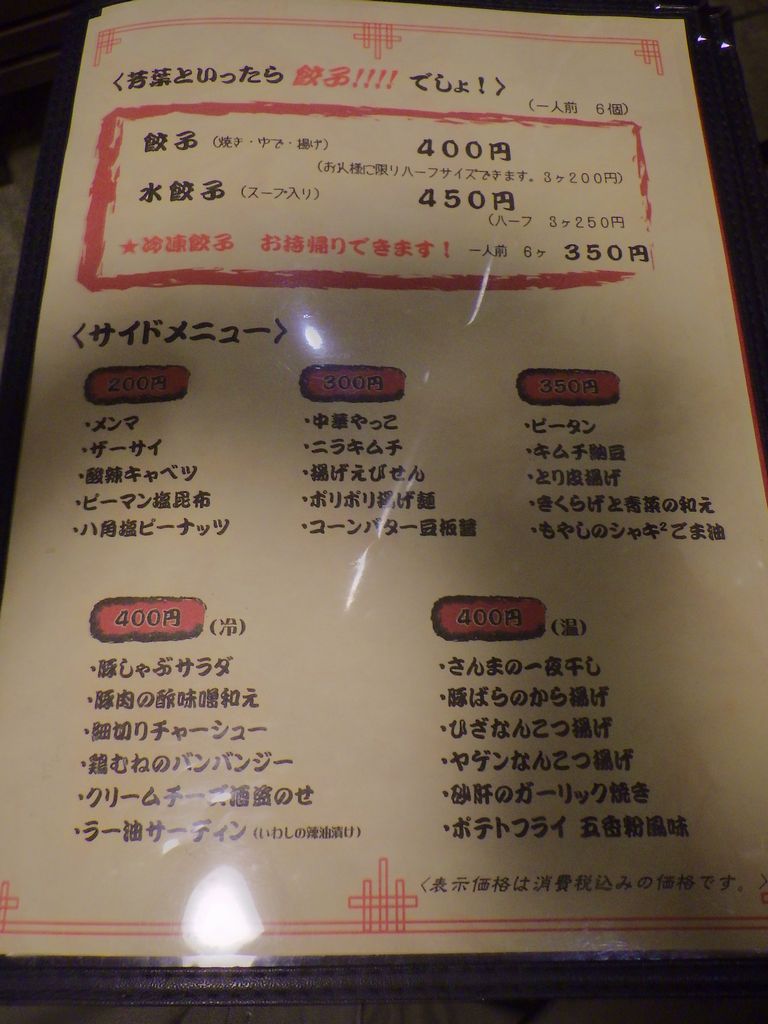 〈芳葉といったら 餃子!!!! でしょ！〉
(一人前 6個)
餃子 (焼き・ゆで・揚げ) 400円
(お1人様に限りハーフサイズできます。3ヶ200円)
水餃子 (スープ入り) 450円
(ハーフ 3ヶ250円
★冷凍餃子 お持帰りできます！ 一人前 6ヶ 350円
〈サイドメニュー〉
200円
・メンマ
・ザーサイ
・酸辣キャベツ
・ピーマン塩昆布
・八角塩ピーナッツ
300円
・中華やっこ
・ニラキムチ
・揚げえびせん
・ポリポリ揚げ麺
・コーンバター豆板醤
350円
・ピータン
・キムチ納豆
・とり皮揚げ
・きくらげと青菜の和え
・もやしのシャキ²ごま油
400円 (冷)
・豚しゃぶサラダ
・豚肉の酢味噌和え
・細切りチャーシュー
・鶏むねのバンバンジー
・クリームチーズ酒盗のせ
・ラー油サーディン (いわしの辣油漬け)
400円 (温)
・さんまの一夜干し
・豚ばらのから揚げ
・ひざなんこつ揚げ
・ヤゲンなんこつ揚げ
・砂肝のガーリック焼き
・ポテトフライ 五香粉風味
〈表示価格は消費税込みの価格です。〉